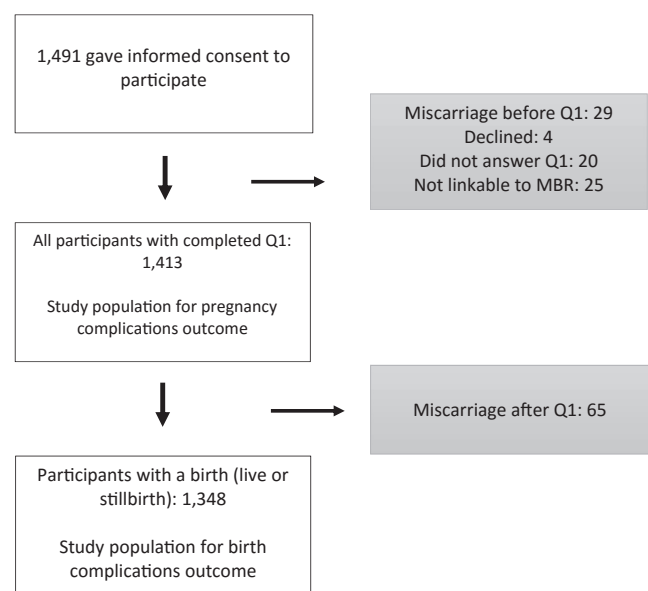 1,491 gave informed consent to
participate
Miscarriage before Q1: 29
Declined: 4
Did not answer Q1: 20
Not linkable to MBR: 25
All participants with completed Q1:
1,413
Study population for pregnancy
complications outcome
Miscarriage after Q1: 65
Participants with a birth (live or
stillbirth): 1,348
Study population for birth
complications outcome